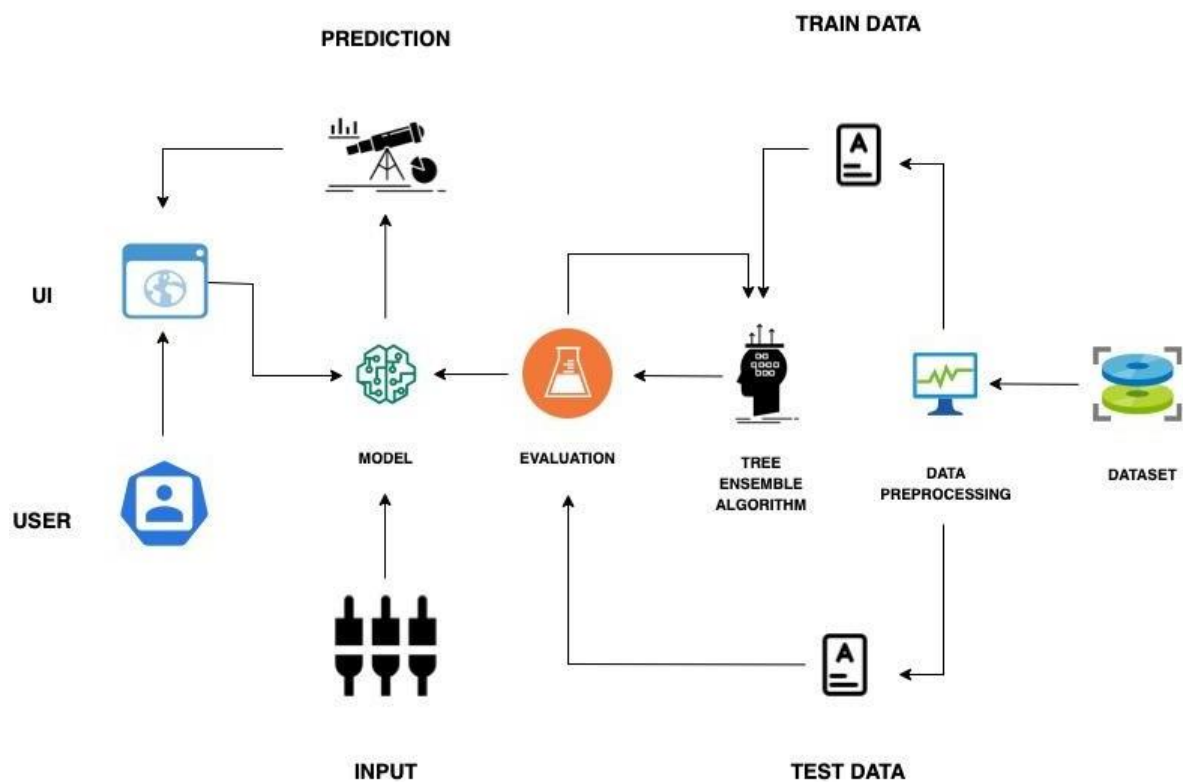 TRAIN DATA
PREDICTION
A
UI
MODEL
EVALUATION
TREE
ENSEMBLE
ALGORITHM
DATA
PREPROCESSING
DATASET
USER
A
INPUT
TEST DATA